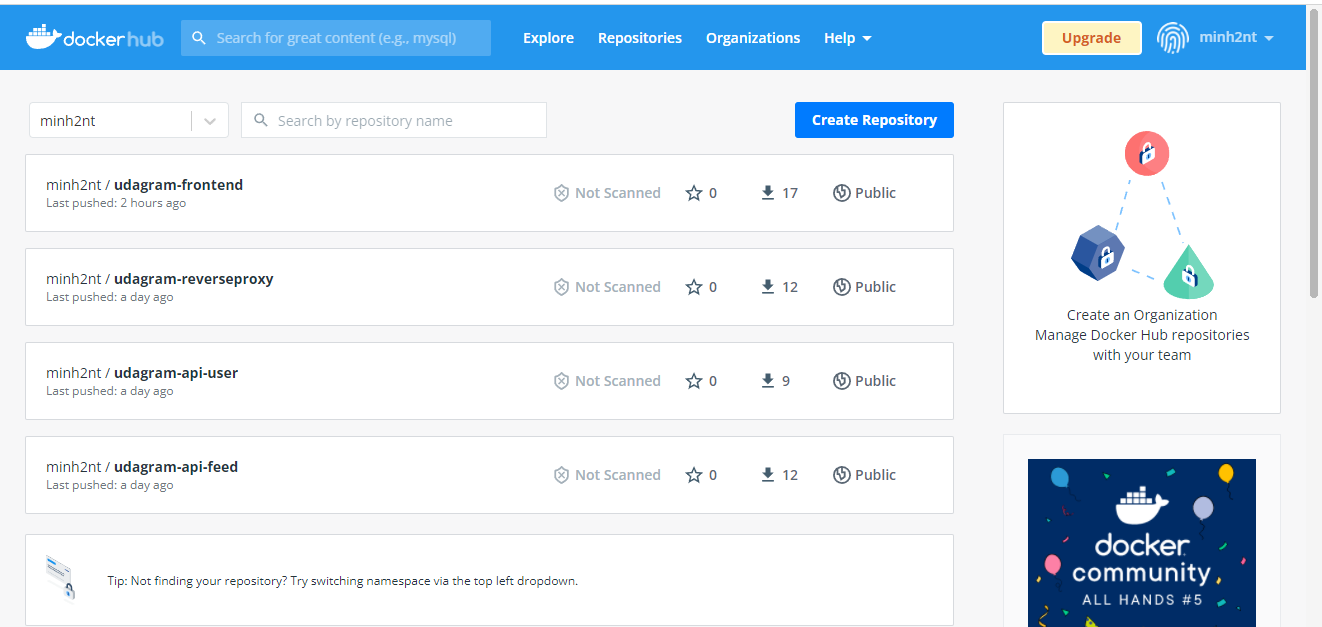 docker hub
Search for great content (e.g., mysql)
Explore
Repositories
Organizations
Help
Upgrade
minh2nt
minh2nt
Search by repository name
Create Repository
minh2nt / udagram-frontend
Last pushed: 2 hours ago
Not Scanned
0
17
Public
minh2nt / udagram-reverseproxy
Last pushed: a day ago
Not Scanned
0
12
Public
minh2nt / udagram-api-user
Last pushed: a day ago
Not Scanned
0
9
Public
minh2nt / udagram-api-feed
Last pushed: a day ago
Not Scanned
0
12
Public
Tip: Not finding your repository? Try switching namespace via the top left dropdown.
Create an Organization
Manage Docker Hub repositories
with your team
docker
community
ALL HANDS #5